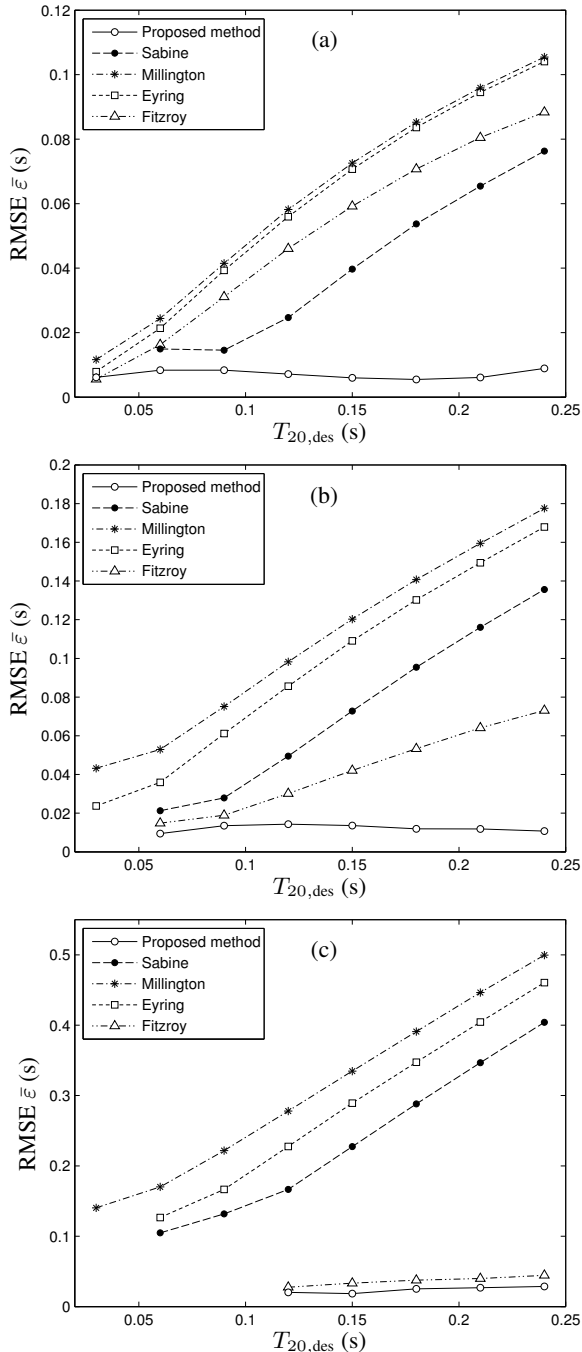 0.12
0.1
0.08
0.06
0.04
0.02
0
RMSE ε̄ (s)
Proposed method
Sabine
Millington
Eyring
Fitzroy
(a)
0.05 0.1 0.15 0.2 0.25
T20,des (s)
0.2
0.18
0.16
0.14
0.12
0.1
0.08
0.06
0.04
0.02
0
RMSE ε̄ (s)
Proposed method
Sabine
Millington
Eyring
Fitzroy
(b)
0.05 0.1 0.15 0.2 0.25
T20,des (s)
0.5
0.4
0.3
0.2
0.1
0
RMSE ε̄ (s)
Proposed method
Sabine
Millington
Eyring
Fitzroy
(c)
0.05 0.1 0.15 0.2 0.25
T20,des (s)